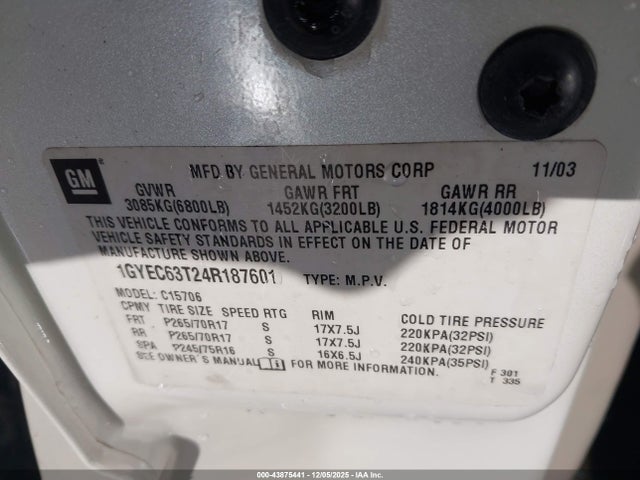 GM
MFD BY GENERAL MOTORS CORP 11/03
GVWR GAWR FRT GAWR RR
3085KG(6800LB) 1452KG(3200LB) 1814KG(4000LB)
THIS VEHICLE CONFORMS TO ALL APPLICABLE U.S. FEDERAL MOTOR
VEHICLE SAFETY STANDARDS IN EFFECT ON THE DATE OF
MANUFACTURE SHOWN ABOVE.
1GYEC63T24R187601 TYPE: M.P.V.
MODEL: C15706
CPMY TIRE SIZE SPEED RTG RIM COLD TIRE PRESSURE
FRT P265/70R17 S 17X7.5J 220KPA(32PSI)
RR P265/70R17 S 17X7.5J 220KPA(32PSI)
SPA P245/75R16 S 16X6.5J 240KPA(35PSI)
SEE OWNER'S MANUAL FOR MORE INFORMATION.
F 381
T 335
000-43875441 - 12/05/2025 - IAAI.COM